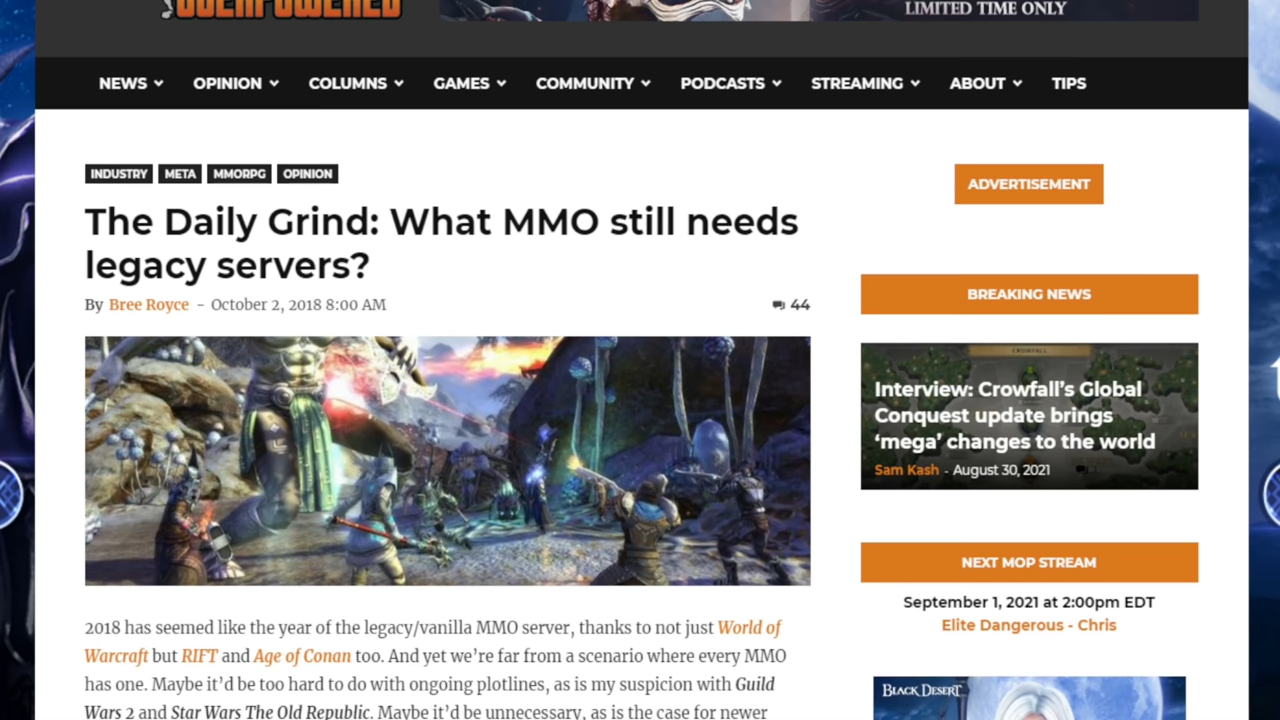 OVERPOWERED
LIMITED TIME ONLY
NEWS OPINION COLUMNS GAMES COMMUNITY PODCASTS STREAMING ABOUT TIPS
INDUSTRY META MMORPG OPINION
The Daily Grind: What MMO still needs
legacy servers?
By Bree Royce - October 2, 2018 8:00 AM
44
2018 has seemed like the year of the legacy/vanilla MMO server, thanks to not just World of
Warcraft but RIFT and Age of Conan too. And yet we're far from a scenario where every MMO
has one. Maybe it'd be too hard to do with ongoing plotlines, as is my suspicion with Guild
Wars 2 and Star Wars The Old Republic. Maybe it'd be unnecessary, as is the case for newer
ADVERTISEMENT
BREAKING NEWS
CROWFALL
Interview: Crowfall's Global
Conquest update brings
'mega' changes to the world
Sam Kash - August 30, 2021
NEXT MOP STREAM
September 1, 2021 at 2:00pm EDT
Elite Dangerous - Chris
BLACK DESERT